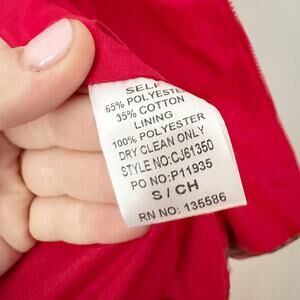 SELF
65% POLYESTER
35% COTTON
LINING
100% POLYESTER
DRY CLEAN ONLY
STYLE NO:CJ61350
PO NO:P11935
S / CH
RN NO: 135586